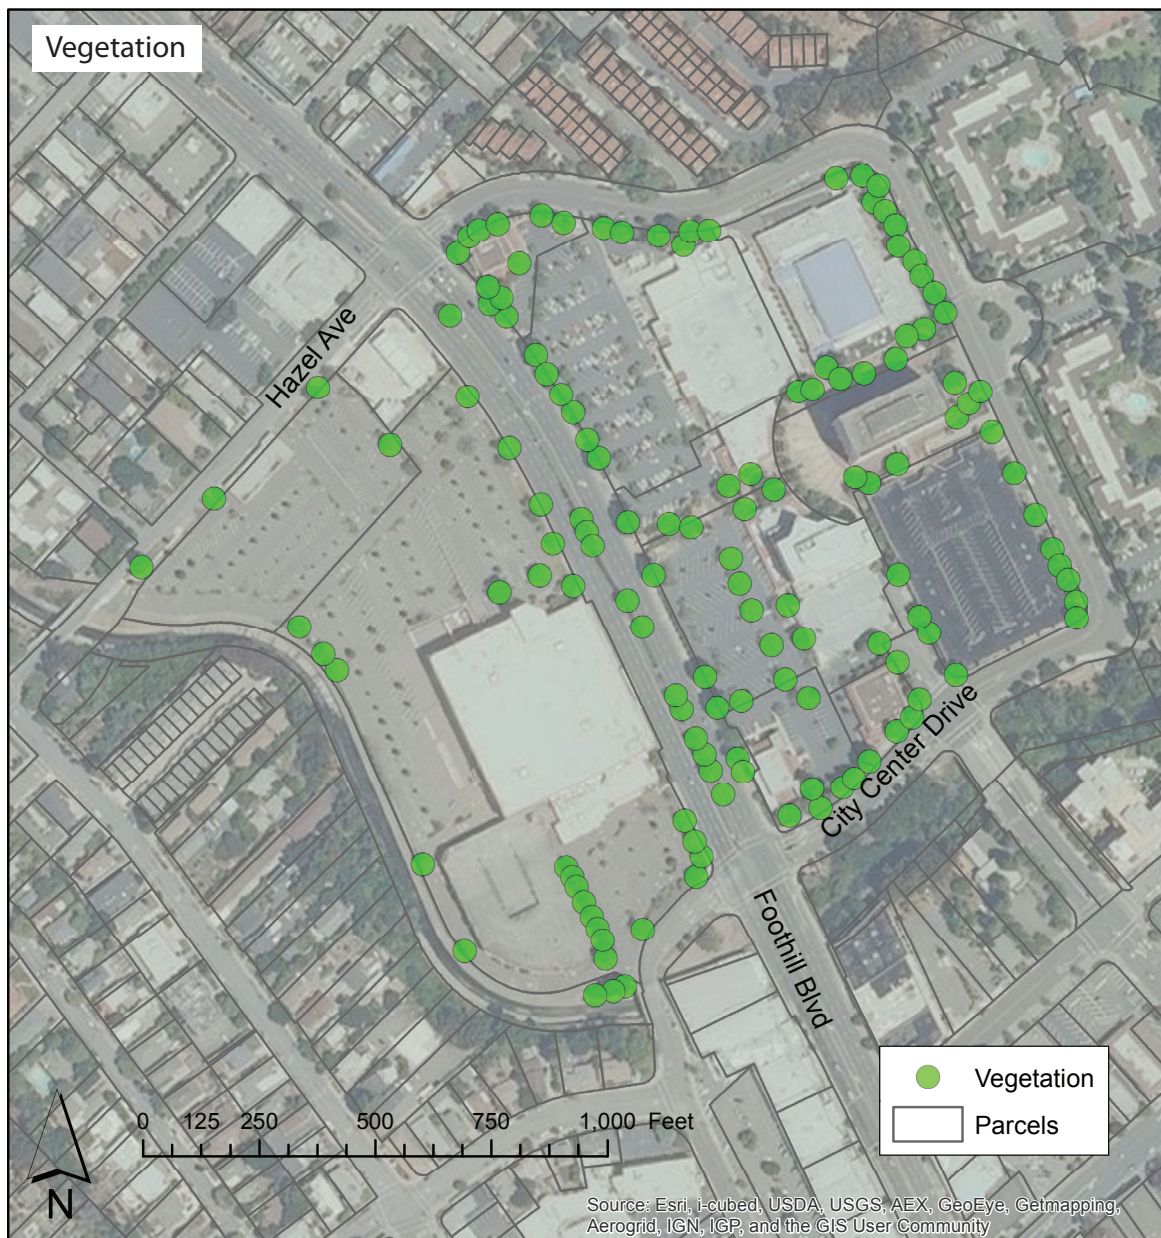 Vegetation
Hazel Ave
City Center Drive
Foothill Blvd
Vegetation
Parcels
0 125 250 500 750 1,000 Feet
N
Source: Esri, i-cubed, USDA, USGS, AEX, GeoEye, Getmapping,
Aerogrid, IGN, IGP, and the GIS User Community